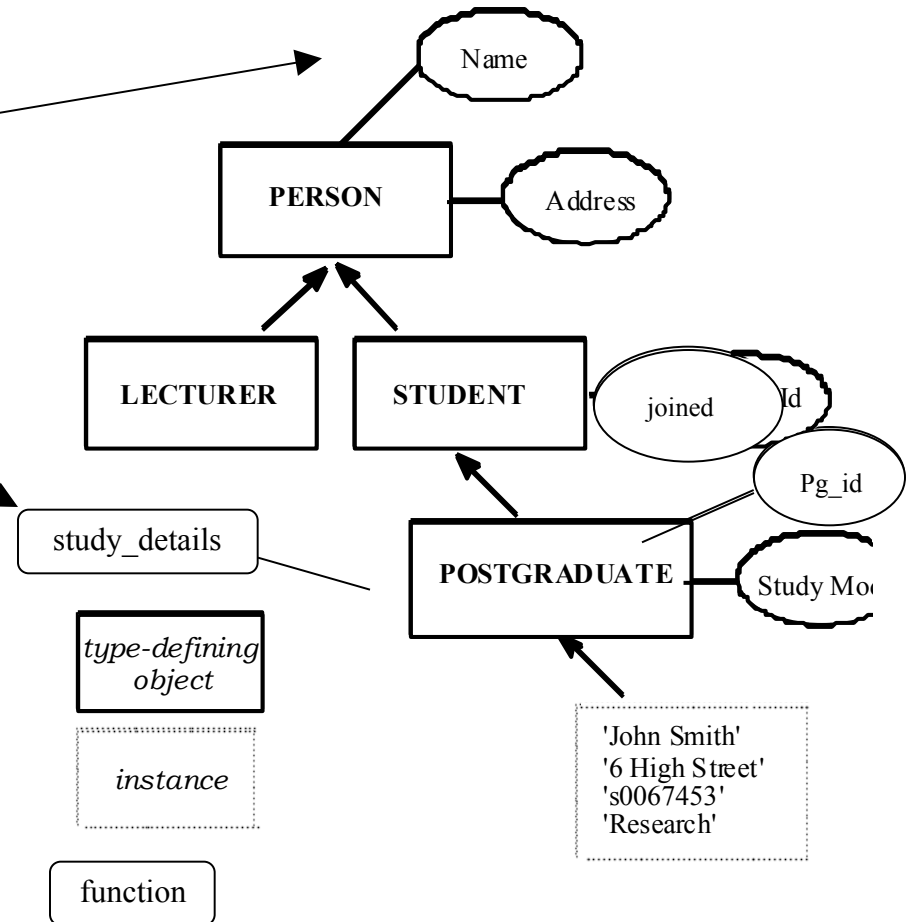 Name
PERSON
Address
LECTURER
STUDENT
joined
Id
Pg_id
study_details
POSTGRADUATE
Study Mo
type-defining
object
instance
'John Smith'
'6 High Street'
's0067453'
'Research'
function